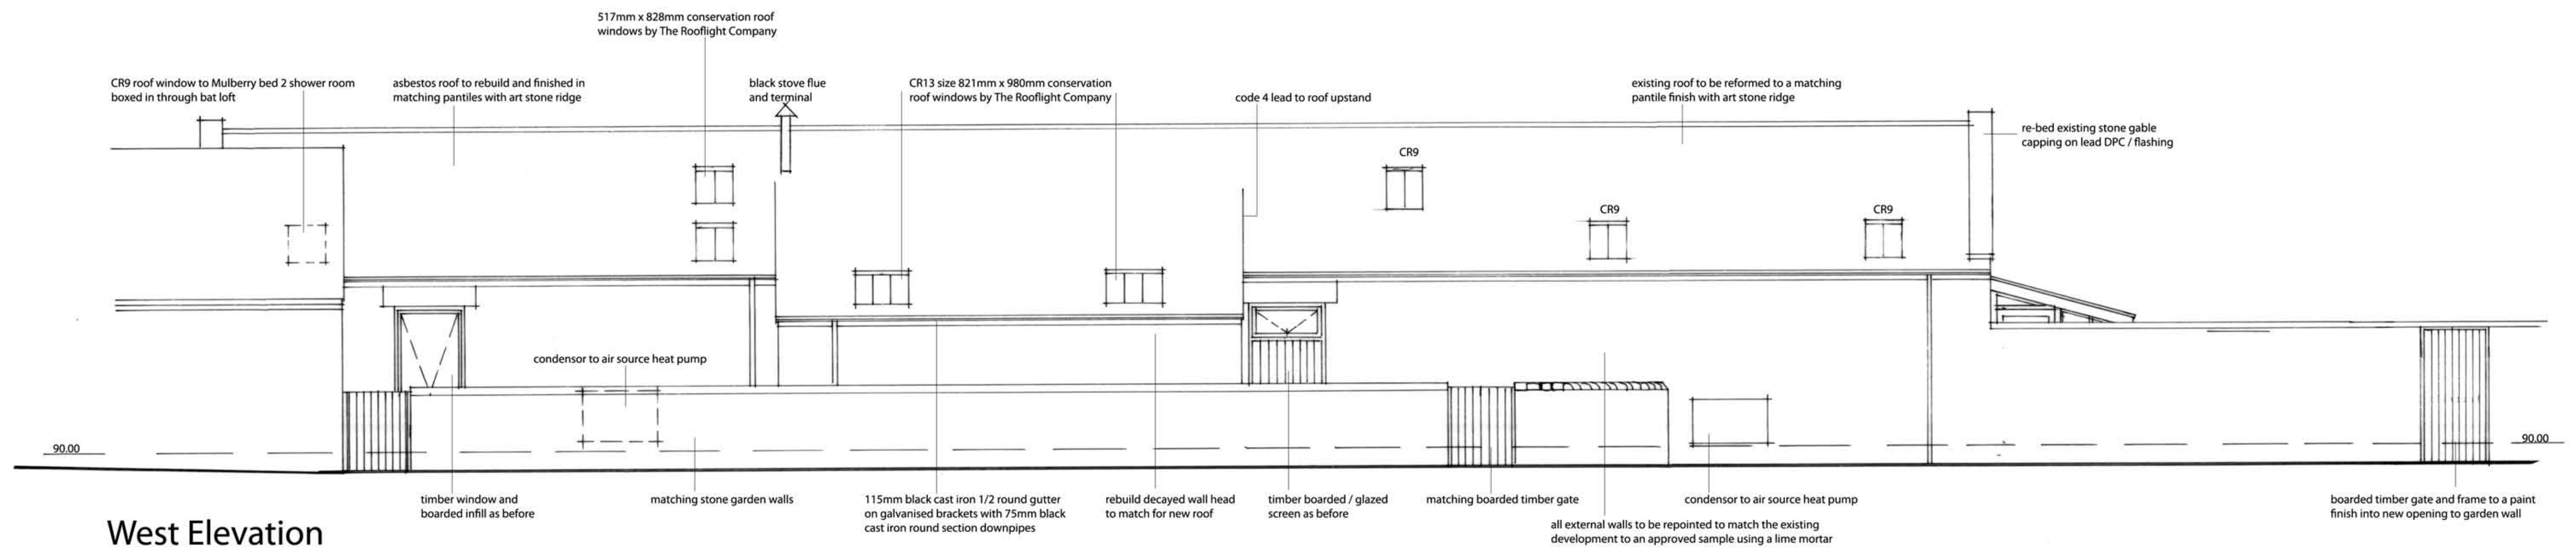 517mm x 828mm conservation roof
windows by The Rooflight Company
CR9 roof window to Mulberry bed 2 shower room
boxed in through bat loft
asbestos roof to rebuild and finished in
matching pantiles with art stone ridge
black stove flue
and terminal
CR13 size 821mm x 980mm conservation
roof windows by The Rooflight Company
code 4 lead to roof upstand
existing roof to be reformed to a matching
pantile finish with art stone ridge
re-bed existing stone gable
capping on lead DPC / flashing
CR9
CR9
CR9
condensor to air source heat pump
90.00
90.00
timber window and
boarded infill as before
matching stone garden walls
115mm black cast iron 1/2 round gutter
on galvanised brackets with 75mm black
cast iron round section downpipes
rebuild decayed wall head
to match for new roof
timber boarded / glazed
screen as before
matching boarded timber gate
all external walls to be repointed to match the existing
development to an approved sample using a lime mortar
condensor to air source heat pump
boarded timber gate and frame to a paint
finish into new opening to garden wall
West Elevation